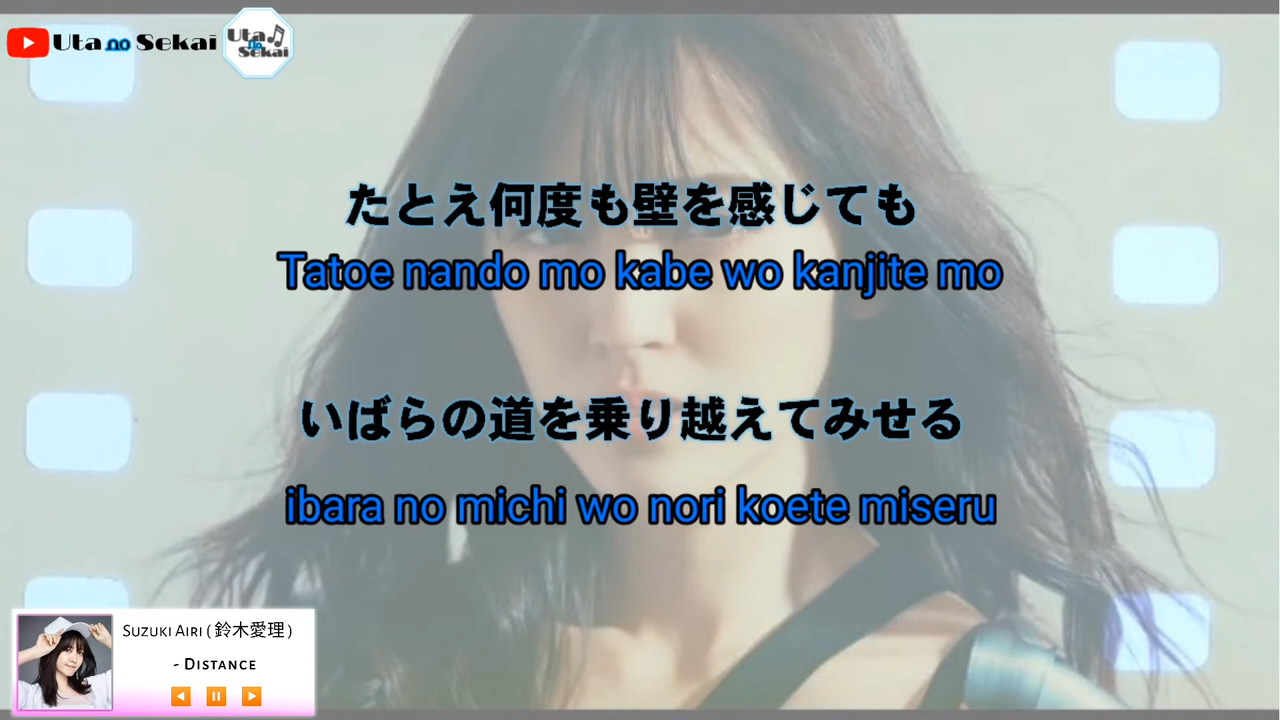 Uta no Sekai
Uta no Sekai
たとえ何度も壁を感じても
Tatoe nando mo kabe wo kanjite mo
いばらの道を乗り越えてみせる
ibara no michi wo nori koete miseru
Suzuki Airi ( 鈴木愛理 )
- Distance